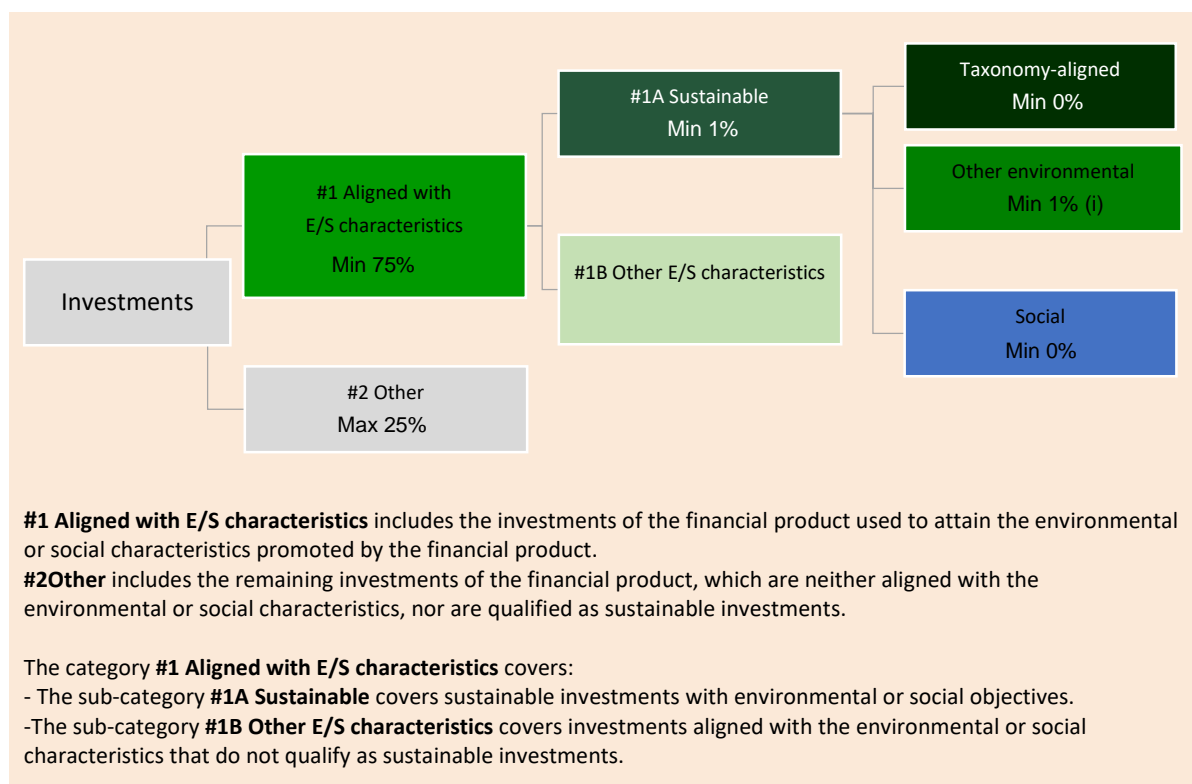 Investments
#1 Aligned with
E/S characteristics
Min 75%
#2 Other
Max 25%
#1A Sustainable
Min 1%
#1B Other E/S characteristics
Taxonomy-aligned
Min 0%
Other environmental
Min 1% (i)
Social
Min 0%
#1 Aligned with E/S characteristics includes the investments of the financial product used to attain the environmental
or social characteristics promoted by the financial product.
#2Other includes the remaining investments of the financial product, which are neither aligned with the
environmental or social characteristics, nor are qualified as sustainable investments.
The category #1 Aligned with E/S characteristics covers:
- The sub-category #1A Sustainable covers sustainable investments with environmental or social objectives.
-The sub-category #1B Other E/S characteristics covers investments aligned with the environmental or social
characteristics that do not qualify as sustainable investments.